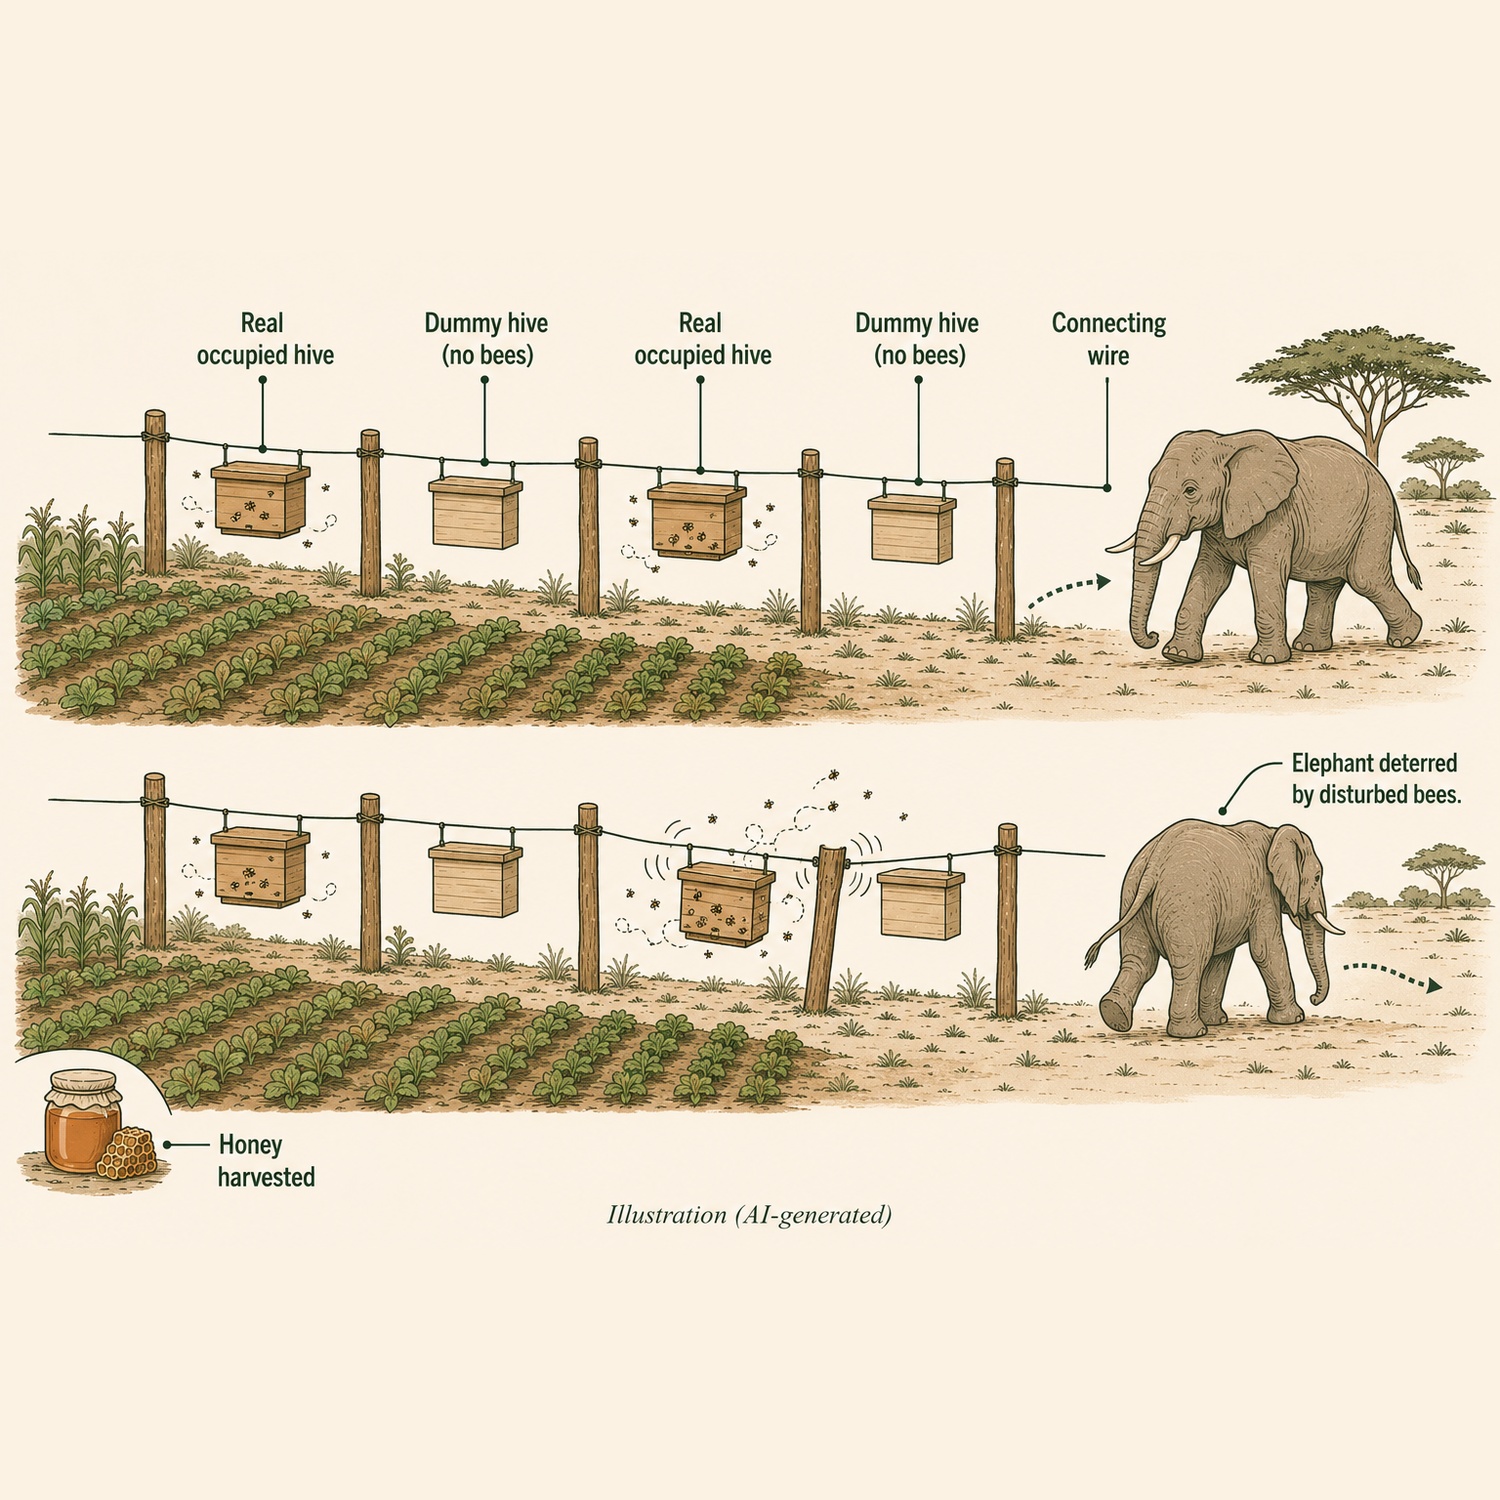 Real
occupied hive
Dummy hive
(no bees)
Real
occupied hive
Dummy hive
(no bees)
Connecting
wire
Elephant deterred
by disturbed bees.
Honey
harvested
Illustration (AI-generated)